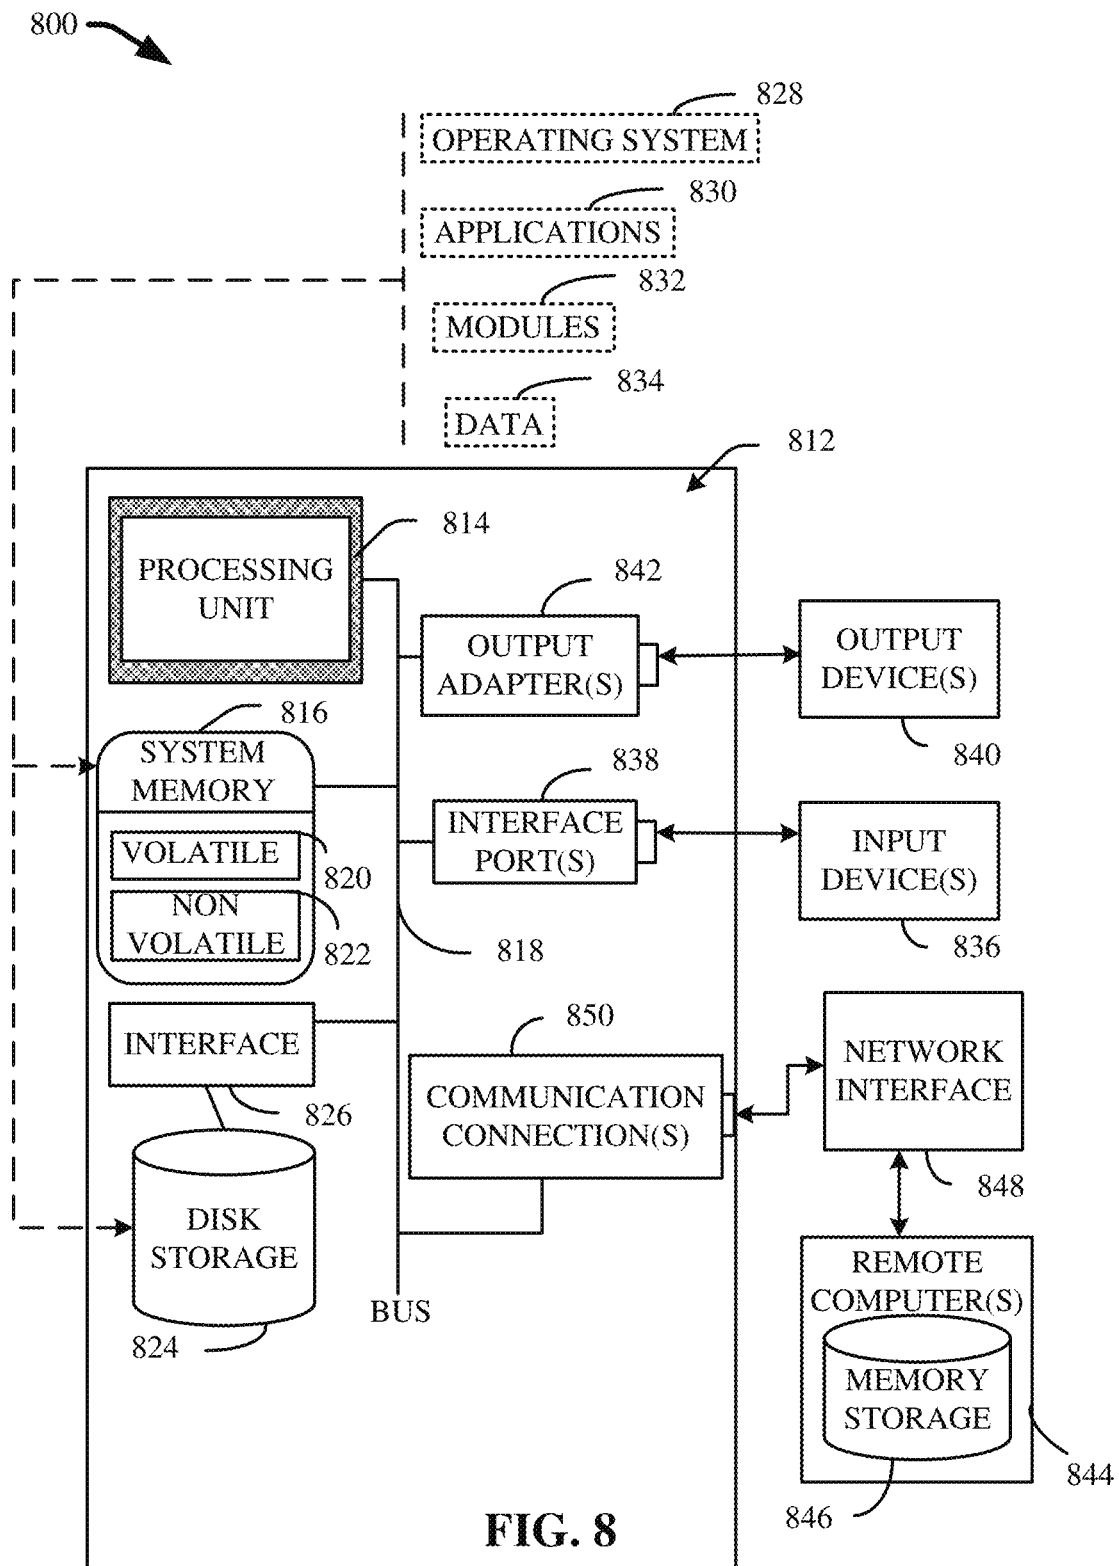 800
828
OPERATING SYSTEM
830
APPLICATIONS
832
MODULES
834
DATA
812
814
PROCESSING
UNIT
842
OUTPUT
ADAPTER(S)
OUTPUT
DEVICE(S)
840
816
SYSTEM
MEMORY
VOLATILE
820
NON
VOLATILE
822
838
INTERFACE
PORT(S)
INPUT
DEVICE(S)
836
818
INTERFACE
826
850
COMMUNICATION
CONNECTION(S)
NETWORK
INTERFACE
848
DISK
STORAGE
824
BUS
REMOTE
COMPUTER(S)
MEMORY
STORAGE
844
846
FIG. 8